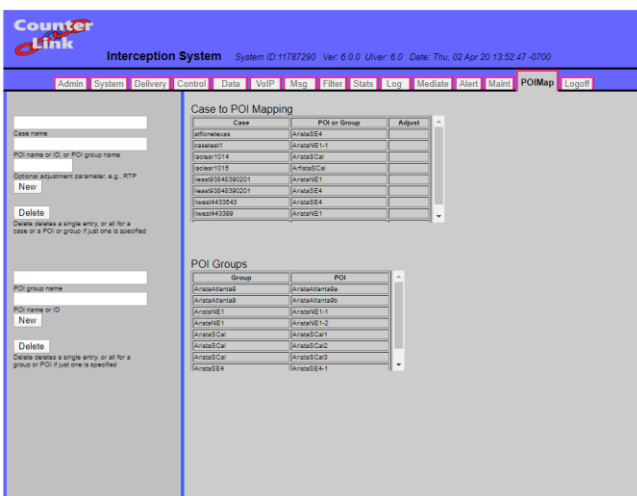 Counter
Link
Interception System System ID:11787290 Ver: 6.0.0 Ulver: 6.0 Date: Thu, 02 Apr 20 13:52:47 -0700
Admin System Delivery Control Data VoIP Msg Filter Stats Log Mediate Alert Maint POIMap Logoff
Case to POI Mapping
Case POI or Group Adjust
atfionetexas AristaSE4
casetest1 AristaNE1-1
laclear1014 AristaSCal
laclear1015 ArfistaSCal
lieast93848390201 AristaNE1
lieast93848390201 AristaSE4
liwest4433543 AristaSE4
liwest443399 AristaNE1
Case name
POI name or ID, or POI group name
Optional adjustment parameter, e.g., RTP
New
Delete
Delete deletes a single entry, or all for a
case or a POI or group if just one is specified
POI Groups
Group POI
AristaAtlanta9 AristaAtlanta9a
AristaAtlanta9 AristaAtlanta9b
AristaNE1 AristaNE1-1
AristaNE1 AristaNE1-2
AristaSCal AristaSCal1
AristaSCal AristaSCal2
AristaSCal AristaSCal3
AristaSE4 AristaSE4-1
POI group name
POI name or ID
New
Delete
Delete deletes a single entry, or all for a
group or POI if just one is specified